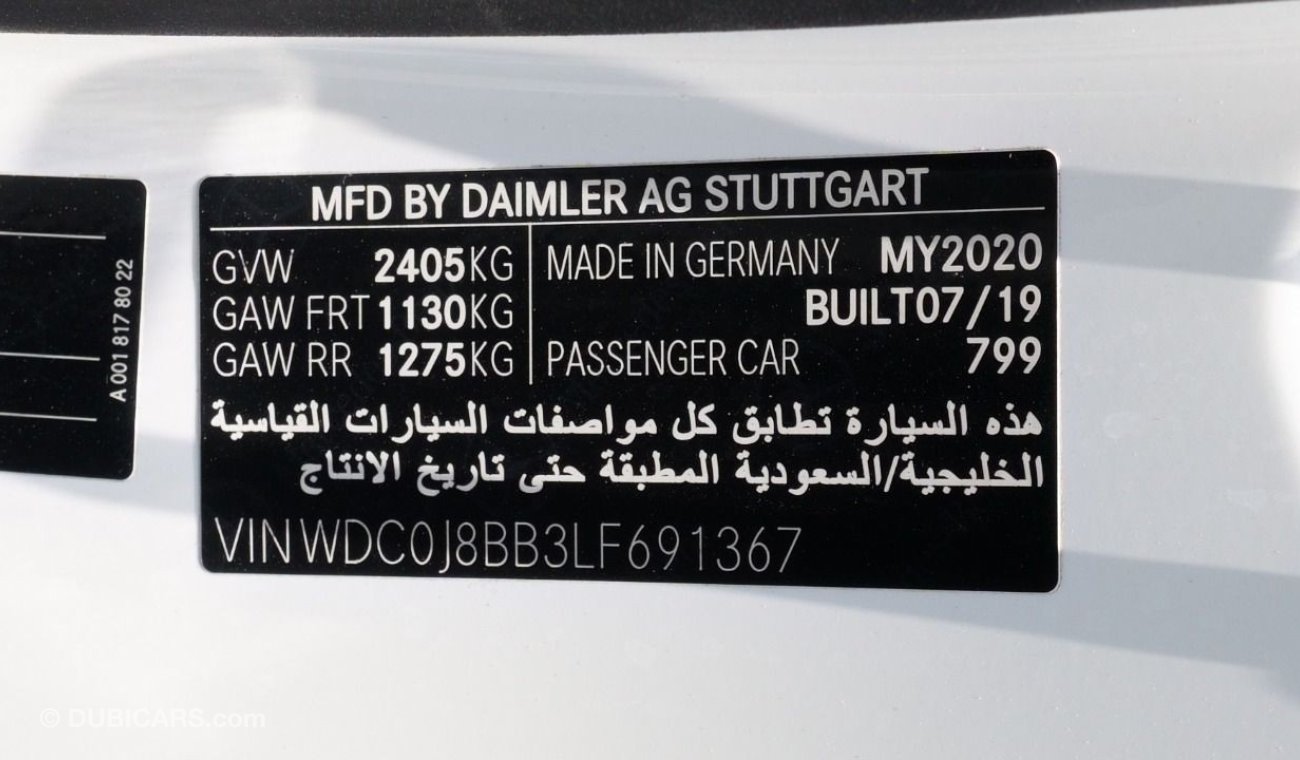 A 001 817 80 22
MFD BY DAIMLER AG STUTTGART
GVW 2405KG MADE IN GERMANY MY2020
GAW FRT 1130KG BUILT07/19
GAW RR 1275KG PASSENGER CAR 799
هذه السيارة تطابق كل مواصفات السيارات القياسية
الخليجية/السعودية المطبقة حتى تاريخ الانتاج
VIN WDC0J8BB3LF691367
© DUBICARS.com